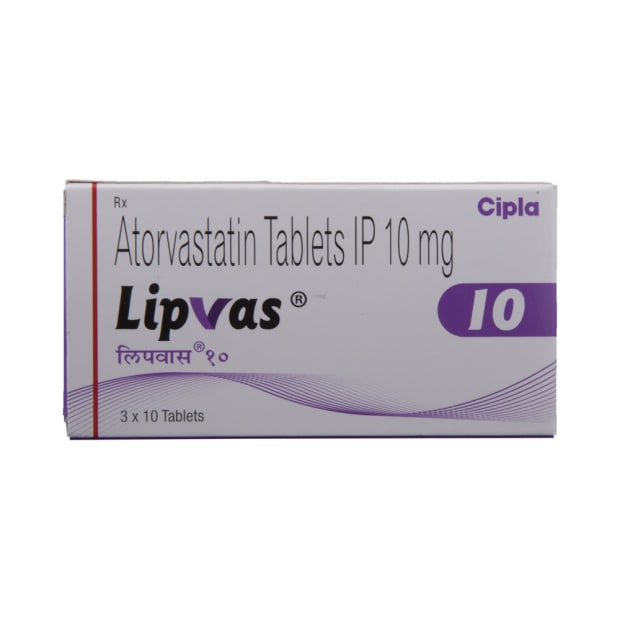 Rx
Cipla
Atorvastatin Tablets IP 10 mg
Lipvas ®
10
लिपवास ® १०
3 x 10 Tablets